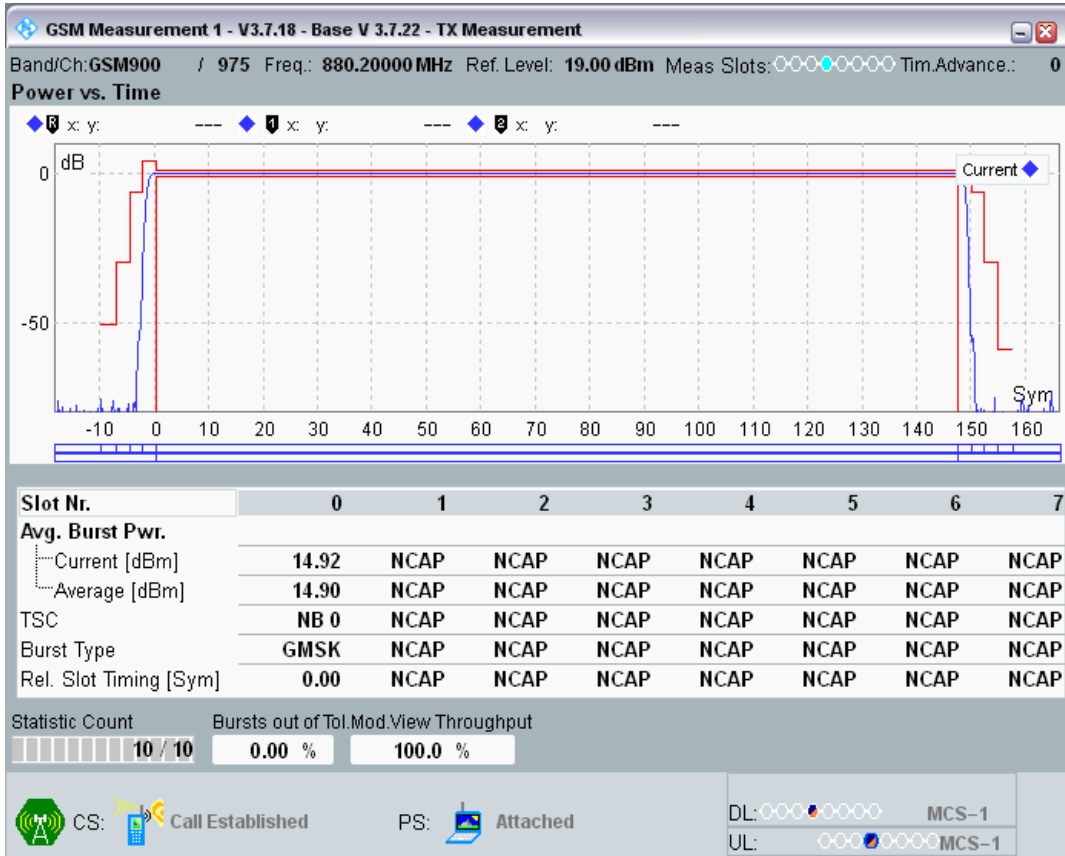 GSM Measurement 1 - V3.7.18 - Base V 3.7.22 - TX Measurement
Band/Ch:GSM900 / 975 Freq.: 880.20000 MHz Ref. Level: 19.00 dBm Meas Slots: Tim.Advance.: 0
Power vs. Time
R x: y: --- 1 x: y: --- 2 x: y: ---
dB
Current
0
-50
Sym
-10 0 10 20 30 40 50 60 70 80 90 100 110 120 130 140 150 160
Slot Nr. 0 1 2 3 4 5 6 7
Avg. Burst Pwr.
Current [dBm] 14.92 NCAP NCAP NCAP NCAP NCAP NCAP NCAP
Average [dBm] 14.90 NCAP NCAP NCAP NCAP NCAP NCAP NCAP
TSC NB 0 NCAP NCAP NCAP NCAP NCAP NCAP NCAP
Burst Type GMSK NCAP NCAP NCAP NCAP NCAP NCAP NCAP
Rel. Slot Timing [Sym] 0.00 NCAP NCAP NCAP NCAP NCAP NCAP NCAP
Statistic Count Bursts out of Tol.Mod.View Throughput
10 / 10 0.00 % 100.0 %
CS: Call Established PS: Attached
DL: MCS-1
UL: MCS-1